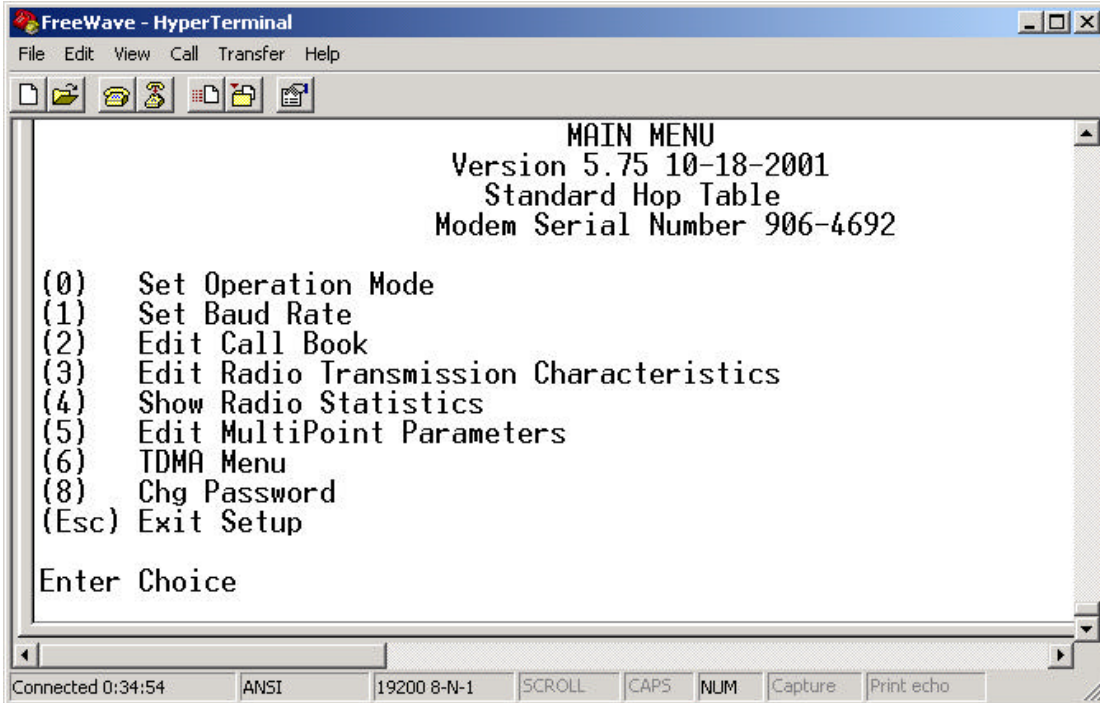 FreeWave - HyperTerminal
File Edit View Call Transfer Help
MAIN MENU
Version 5.75 10-18-2001
Standard Hop Table
Modem Serial Number 906-4692
(0) Set Operation Mode
(1) Set Baud Rate
(2) Edit Call Book
(3) Edit Radio Transmission Characteristics
(4) Show Radio Statistics
(5) Edit MultiPoint Parameters
(6) TDMA Menu
(8) Chg Password
(Esc) Exit Setup
Enter Choice
Connected 0:34:54 ANSI 19200 8-N-1 SCROLL CAPS NUM Capture Print echo